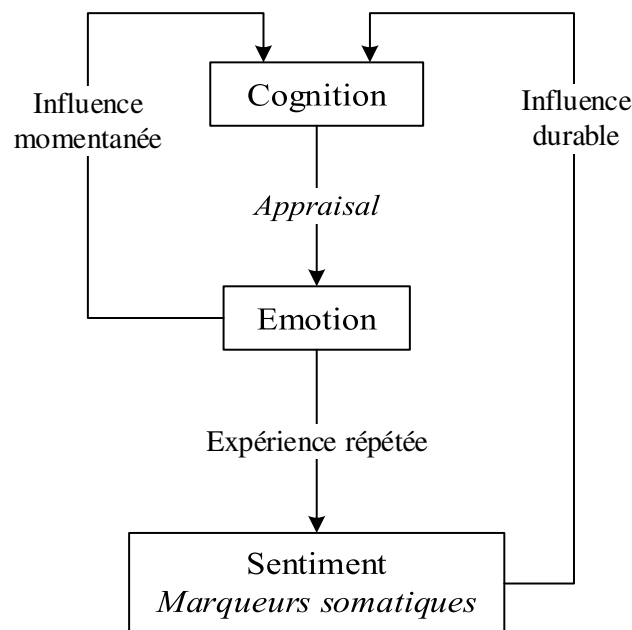 Influence
momentanée
Cognition
Influence
durable
Appraisal
Emotion
Expérience répétée
Sentiment
Marqueurs somatiques